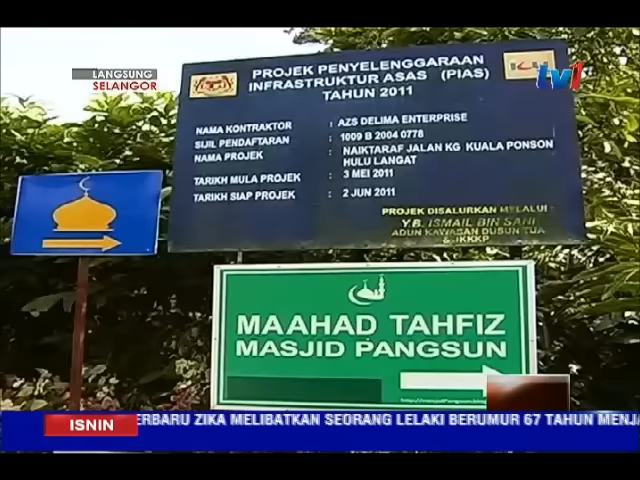 LANGSUNG
SELANGOR
PROJEK PENYELENGGARAAN
INFRASTRUKTUR ASAS (PIAS)
TAHUN 2011
tv1
NAMA KONTRAKTOR : AZS DELIMA ENTERPRISE
SIJIL PENDAFTARAN : 1009 B 2004 0778
NAMA PROJEK : NAIKTARAF JALAN KG KUALA PONSON
HULU LANGAT
TARIKH MULA PROJEK : 3 MEI 2011
TARIKH SIAP PROJEK : 2 JUN 2011
PROJEK DISALURKAN MELALUI :
Y.B. ISMAIL BIN SANI
ADUN KAWASAN DUSUN TUA
& JKKKP
MAAHAD TAHFIZ
MASJID PANGSUN
ISNIN
ERBARU ZIKA MELIBATKAN SEORANG LELAKI BERUMUR 67 TAHUN MENJA